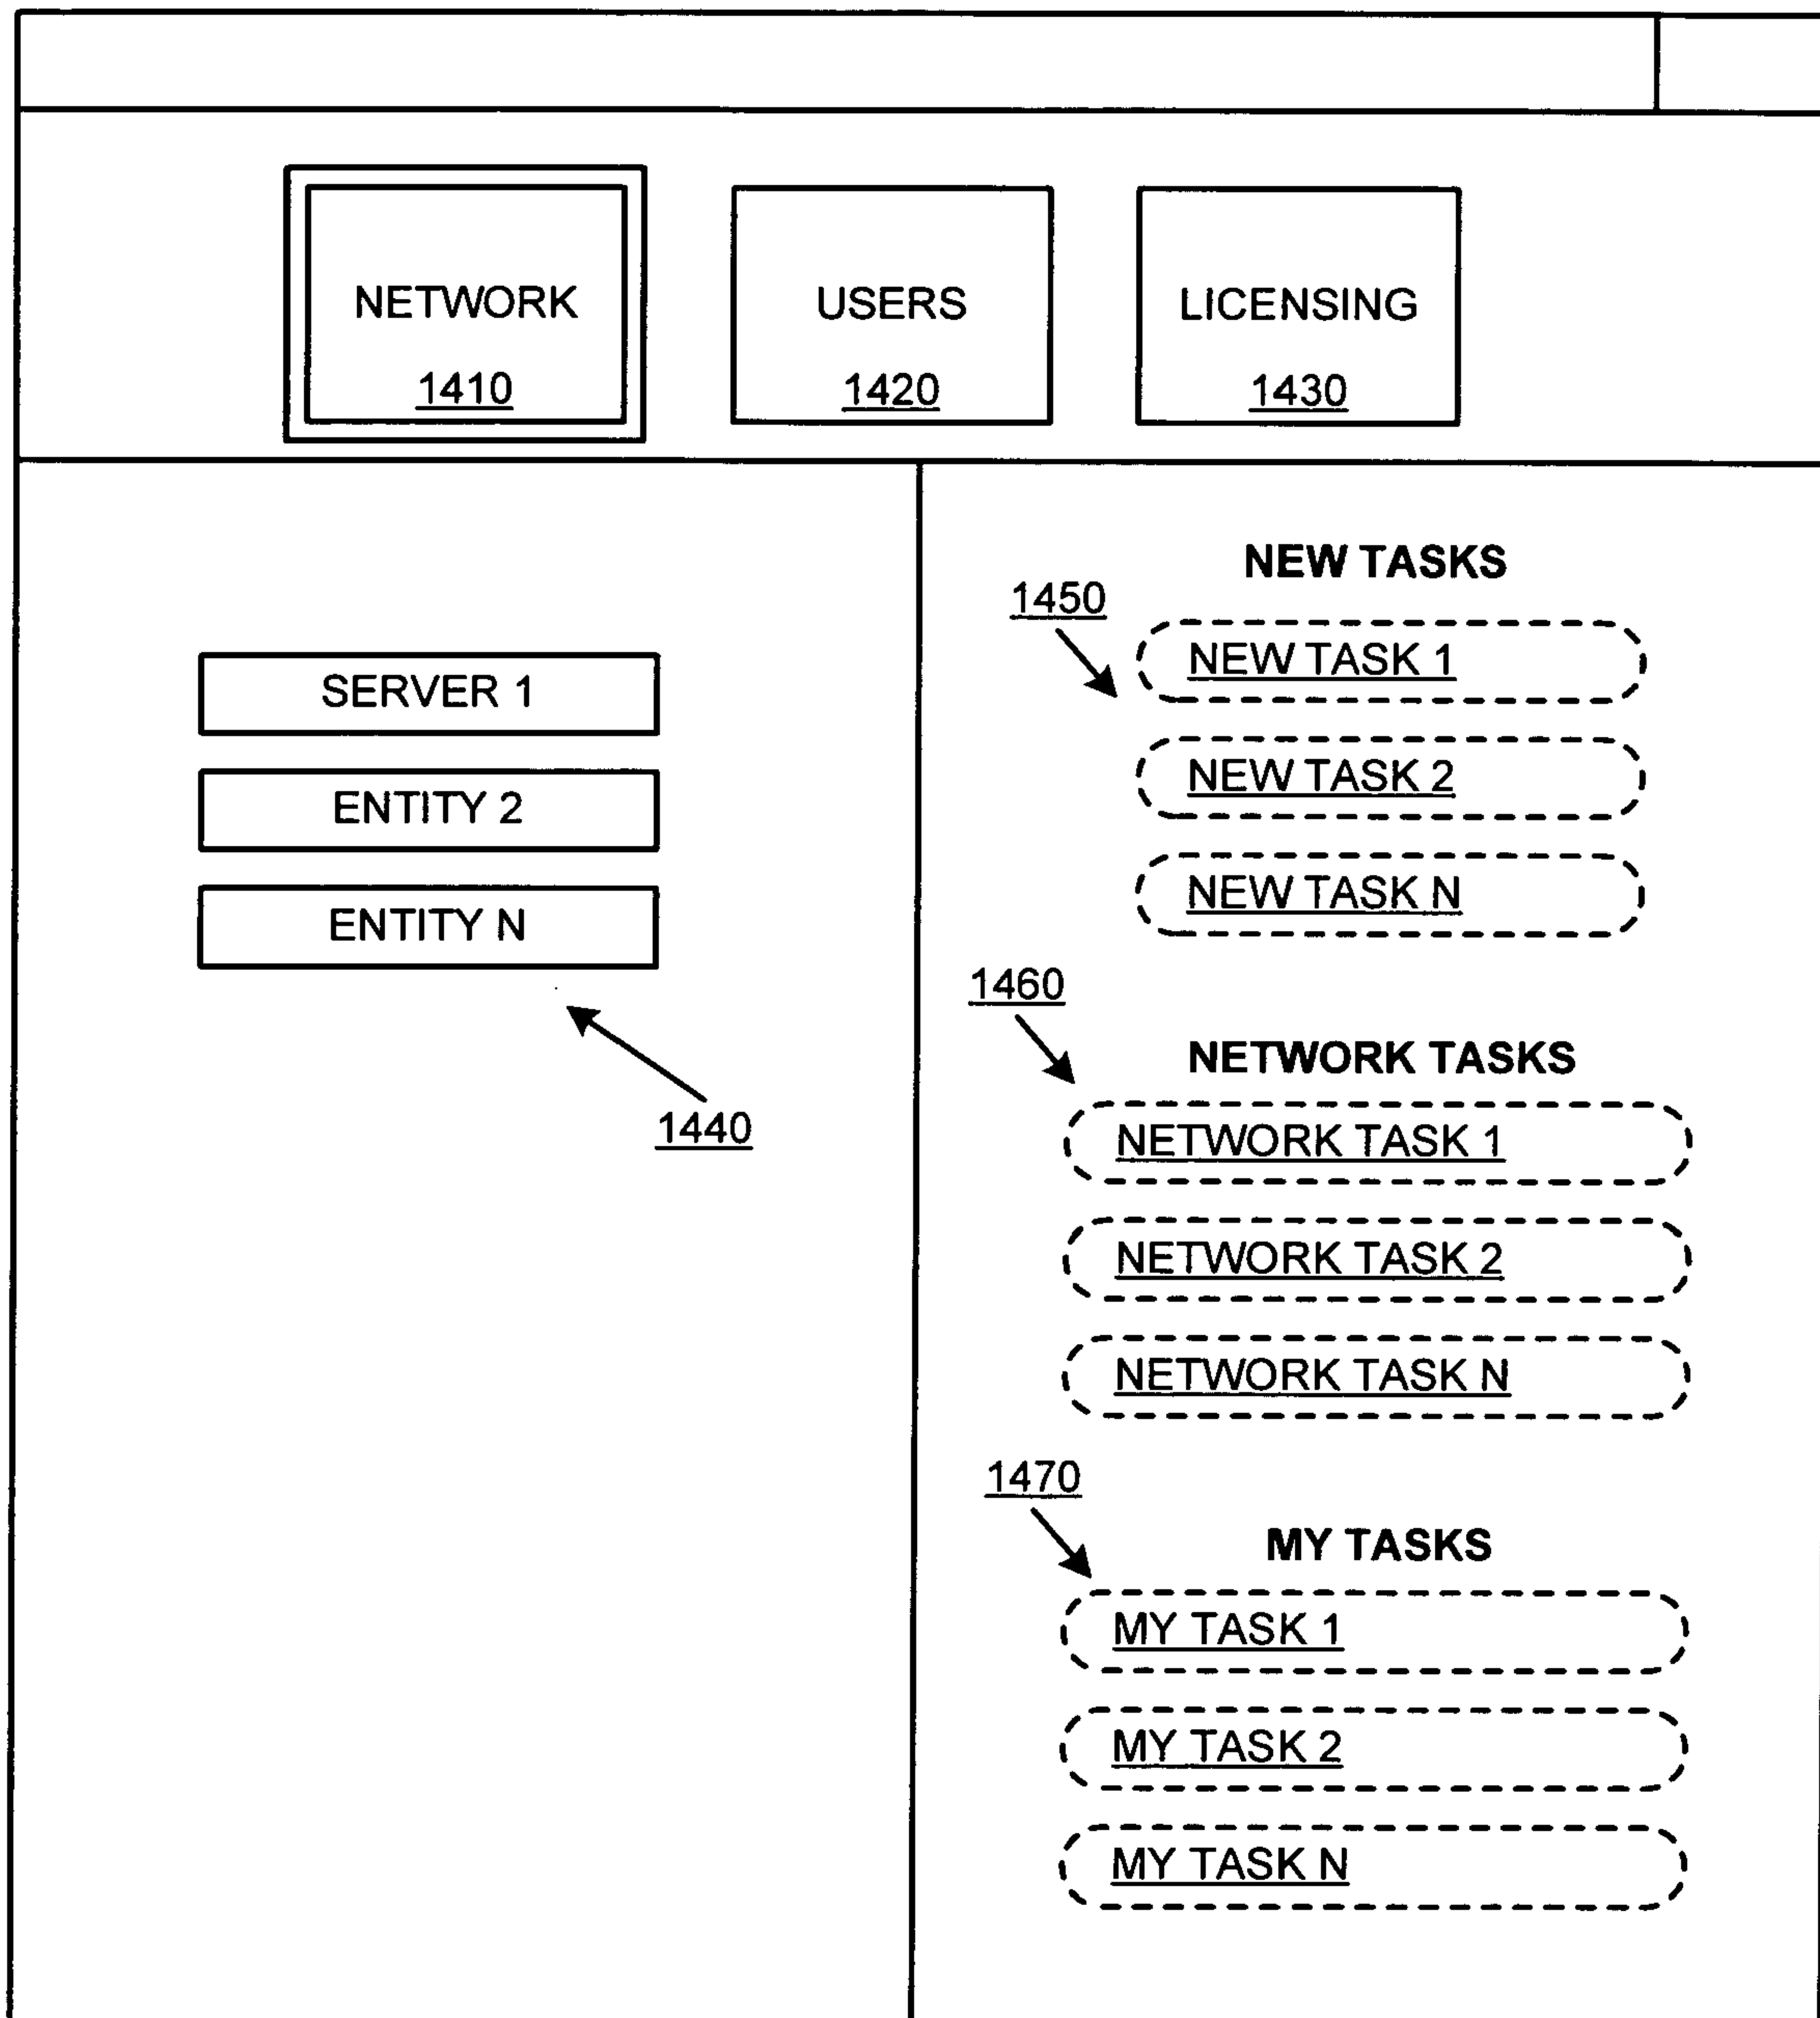 NETWORK
1410
USERS
1420
LICENSING
1430
SERVER 1
ENTITY 2
ENTITY N
1440
NEW TASKS
1450
NEW TASK 1
NEW TASK 2
NEW TASK N
1460
NETWORK TASKS
NETWORK TASK 1
NETWORK TASK 2
NETWORK TASK N
1470
MY TASKS
MY TASK 1
MY TASK 2
MY TASK N